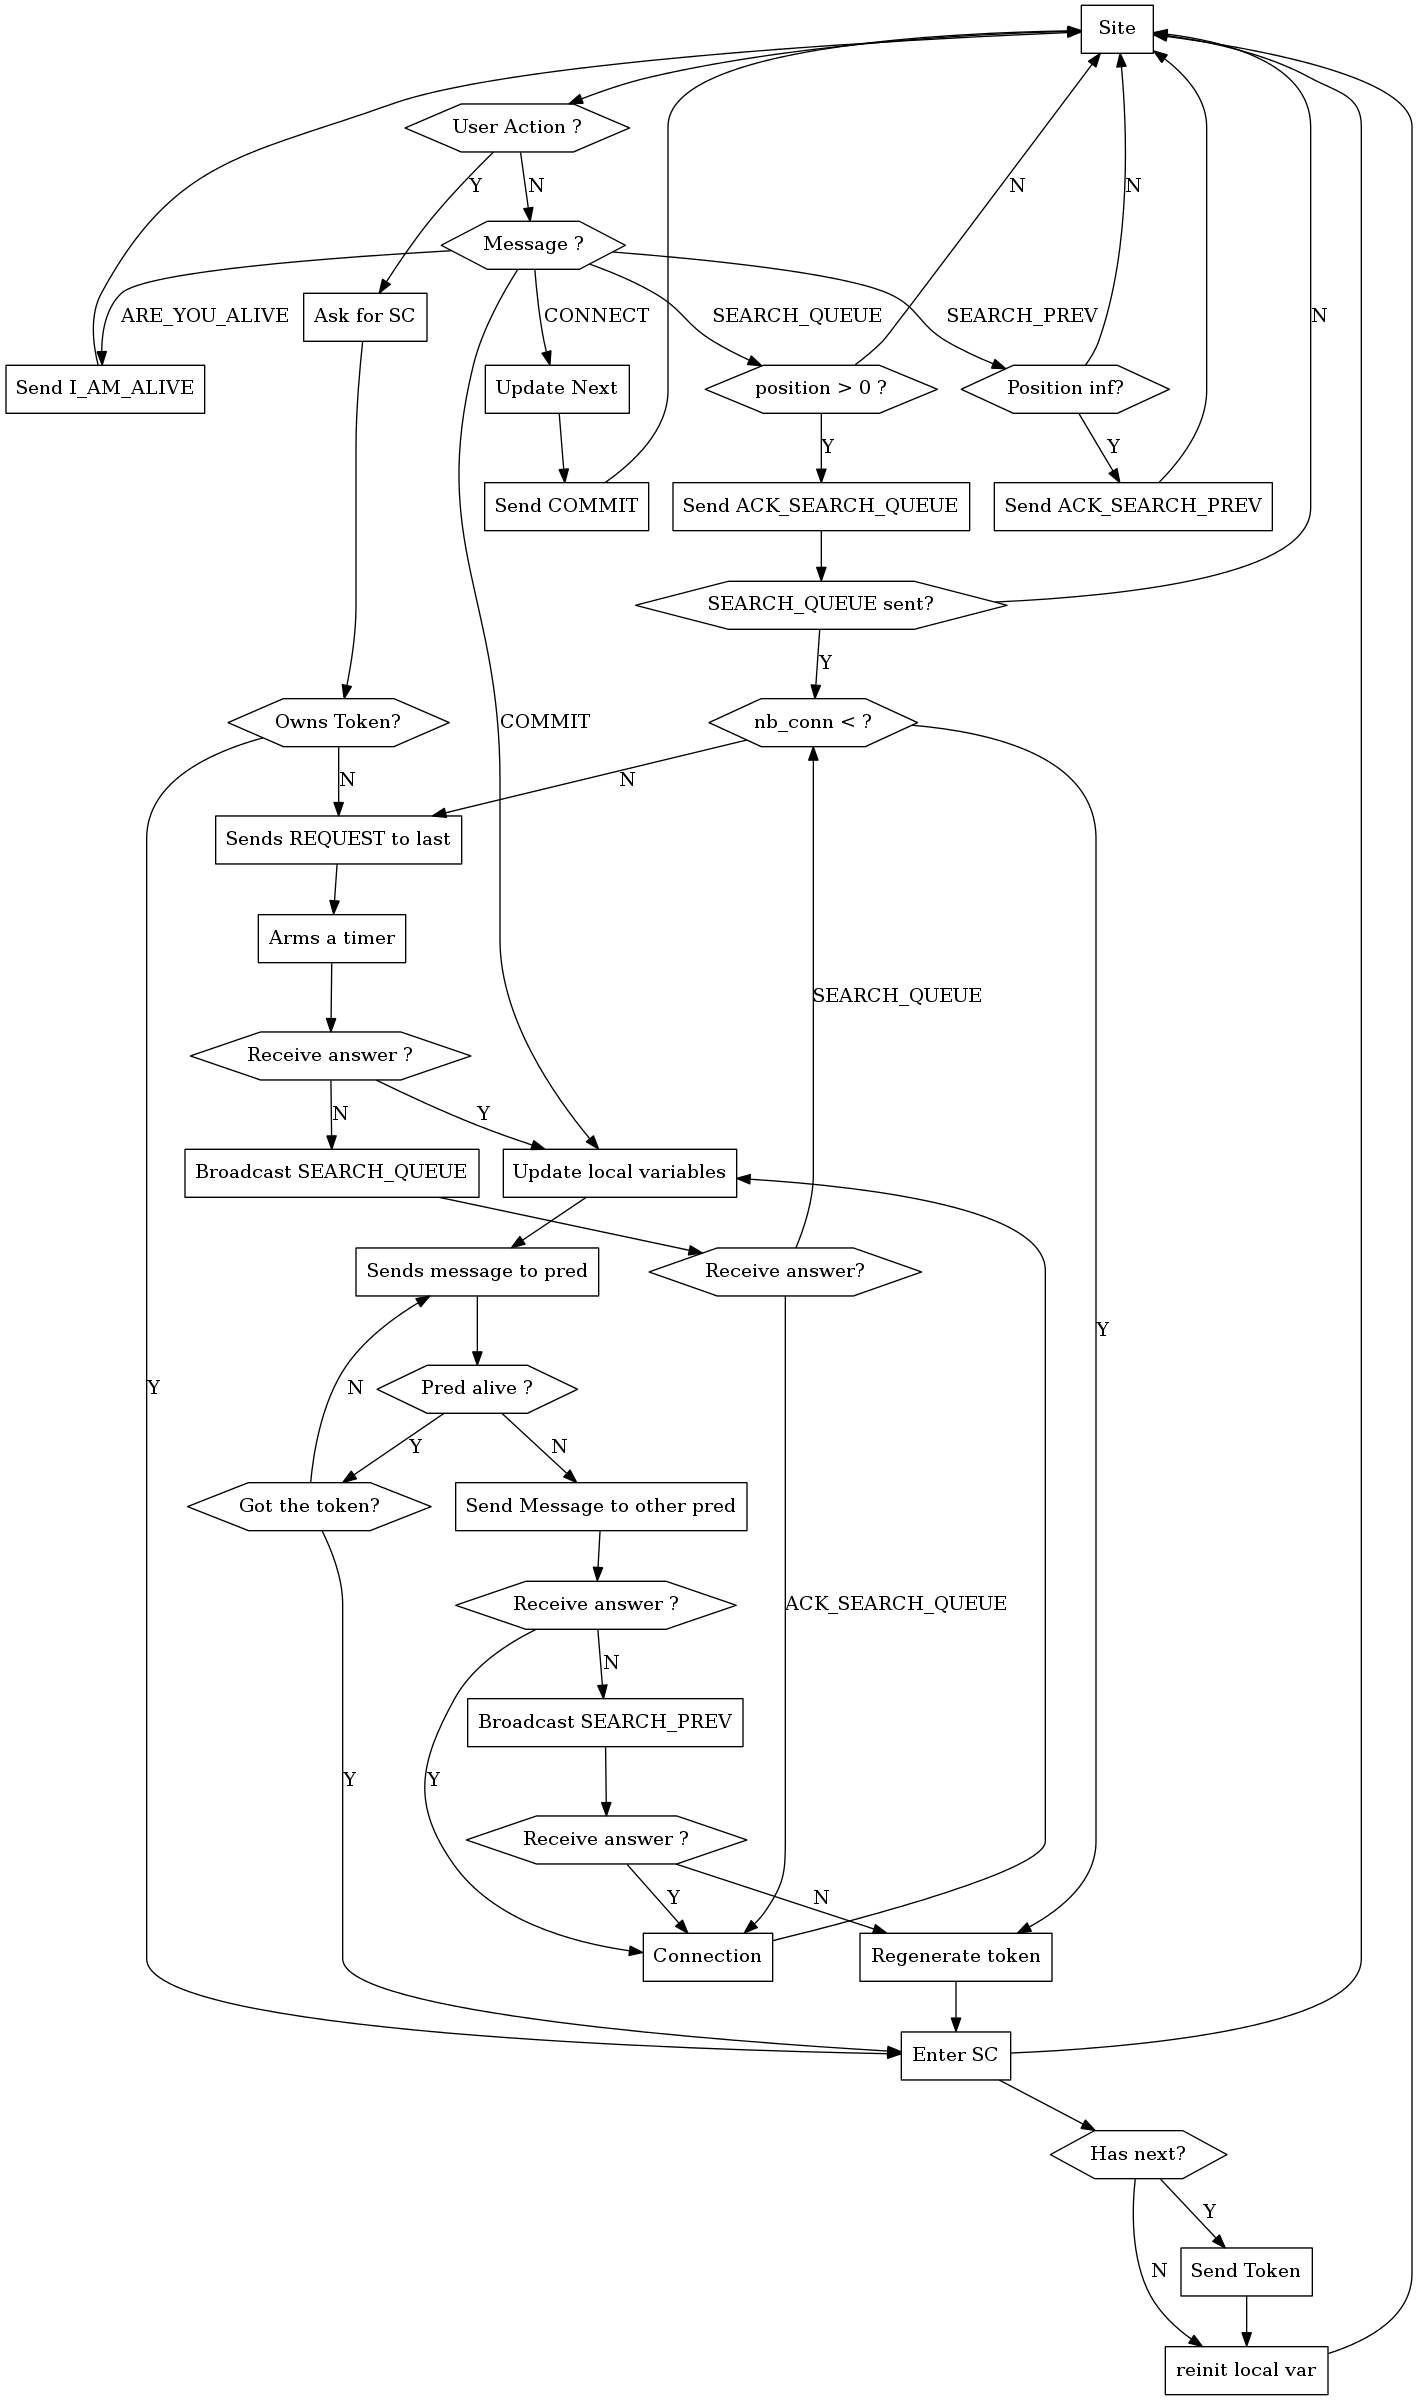 Site
User Action ?
Y
N
Message ?
ARE_YOU_ALIVE
CONNECT
SEARCH_QUEUE
SEARCH_PREV
N
N
N
Ask for SC
Send I_AM_ALIVE
Update Next
position > 0 ?
Position inf?
Y
Y
Send COMMIT
Send ACK_SEARCH_QUEUE
Send ACK_SEARCH_PREV
SEARCH_QUEUE sent?
Y
COMMIT
Owns Token?
nb_conn < ?
N
N
Sends REQUEST to last
Arms a timer
SEARCH_QUEUE
Receive answer ?
N
Y
Broadcast SEARCH_QUEUE
Update local variables
Sends message to pred
Receive answer?
Y
Y
N
Pred alive ?
Y
N
Got the token?
Send Message to other pred
Receive answer ?
ACK_SEARCH_QUEUE
N
Broadcast SEARCH_PREV
Y
Y
Receive answer ?
Y
N
Connection
Regenerate token
Enter SC
Has next?
Y
N
Send Token
reinit local var